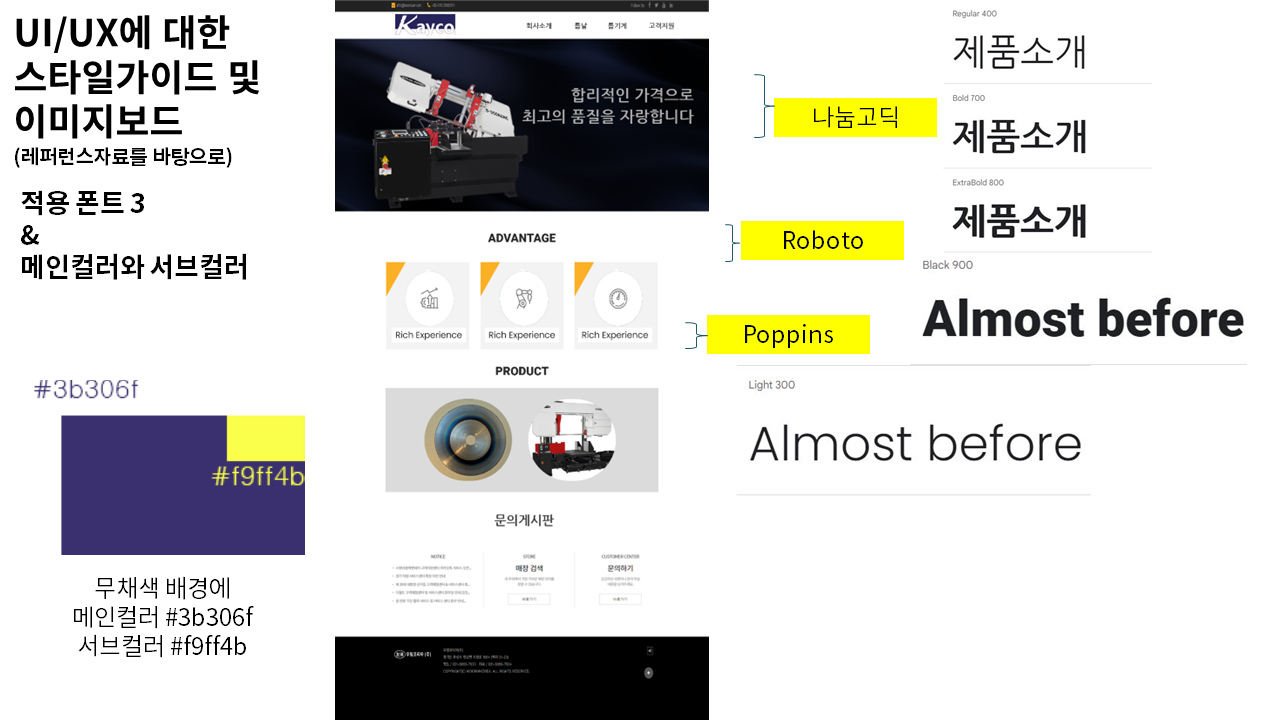 UI/UX에 대한
스타일가이드 및
이미지보드
(레퍼런스자료를 바탕으로)
적용 폰트 3
&
메인컬러와 서브컬러
#3b306f
#f9ff4b
무채색 배경에
메인컬러 #3b306f
서브컬러 #f9ff4b
Kayco
회사소개 톱날 톱기계 고객지원
합리적인 가격으로
최고의 품질을 자랑합니다
ADVANTAGE
Rich Experience Rich Experience Rich Experience
PRODUCT
문의게시판
NOTICE STORE CUSTOMER CENTER
매장 검색 문의하기
나눔고딕
Roboto
Poppins
Regular 400
제품소개
Bold 700
제품소개
ExtraBold 800
제품소개
Black 900
Almost before
Light 300
Almost before